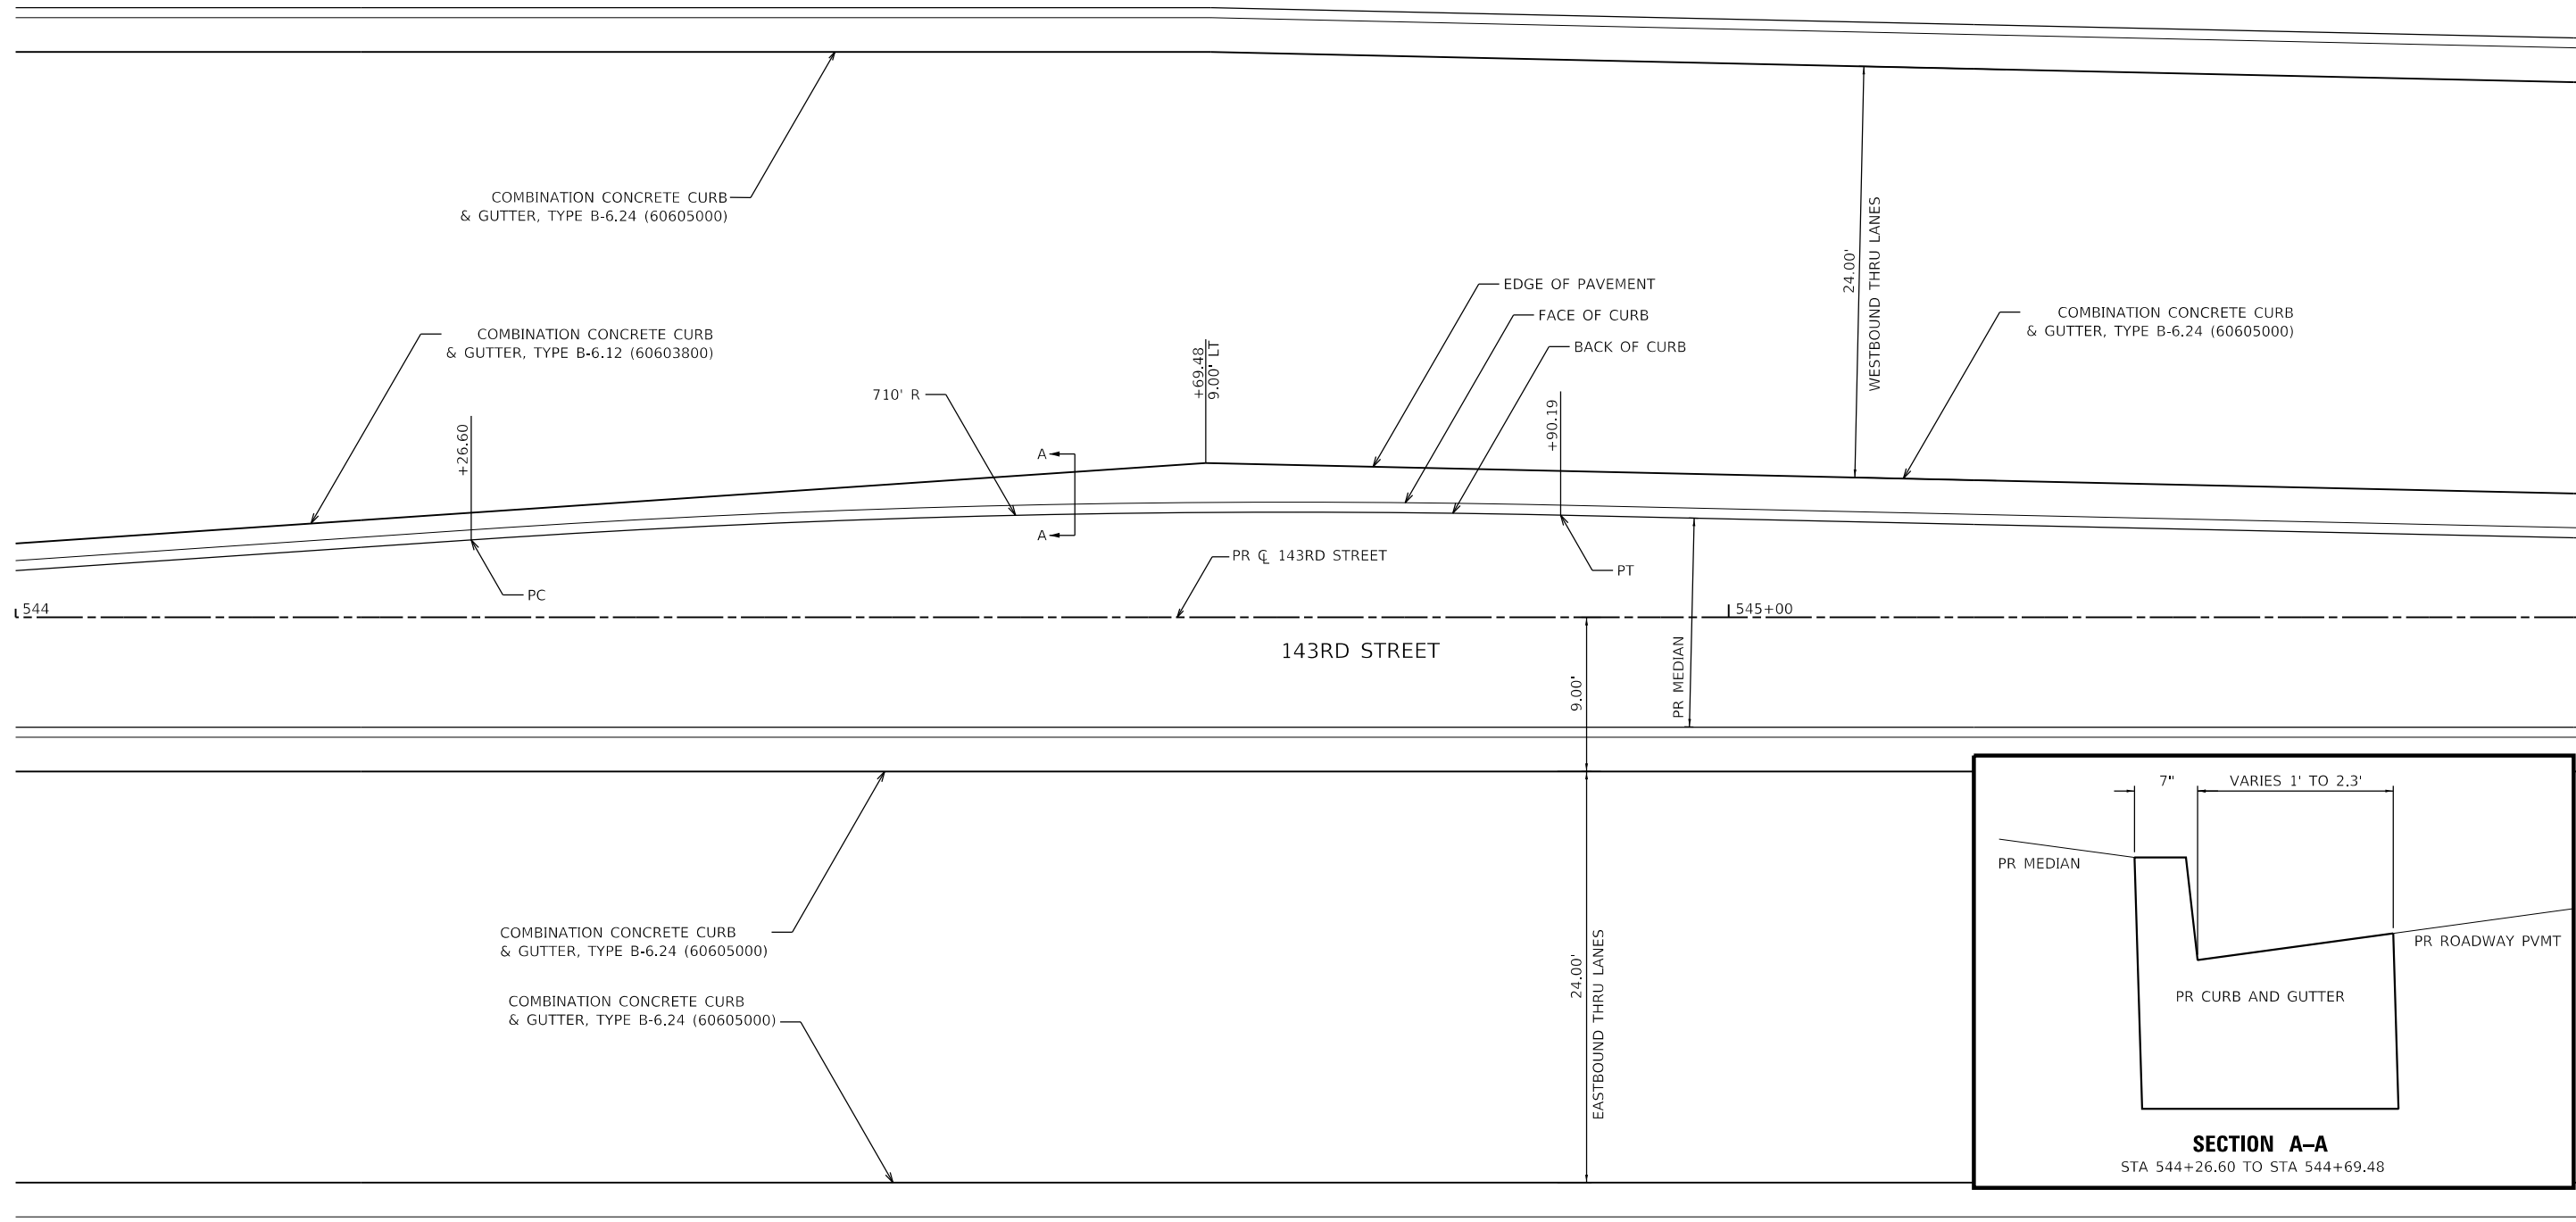 COMBINATION CONCRETE CURB
& GUTTER, TYPE B-6.24 (60605000)
COMBINATION CONCRETE CURB
& GUTTER, TYPE B-6.12 (60603800)
+26.60
710' R
A
A
+69.48
9.00' LT
EDGE OF PAVEMENT
FACE OF CURB
BACK OF CURB
+90.19
24.00'
WESTBOUND THRU LANES
COMBINATION CONCRETE CURB
& GUTTER, TYPE B-6.24 (60605000)
PR ℄ 143RD STREET
PC
PT
544
545+00
143RD STREET
9.00'
PR MEDIAN
COMBINATION CONCRETE CURB
& GUTTER, TYPE B-6.24 (60605000)
COMBINATION CONCRETE CURB
& GUTTER, TYPE B-6.24 (60605000)
24.00'
EASTBOUND THRU LANES
7"
VARIES 1' TO 2.3'
PR MEDIAN
PR ROADWAY PVMT
PR CURB AND GUTTER
SECTION A–A
STA 544+26.60 TO STA 544+69.48